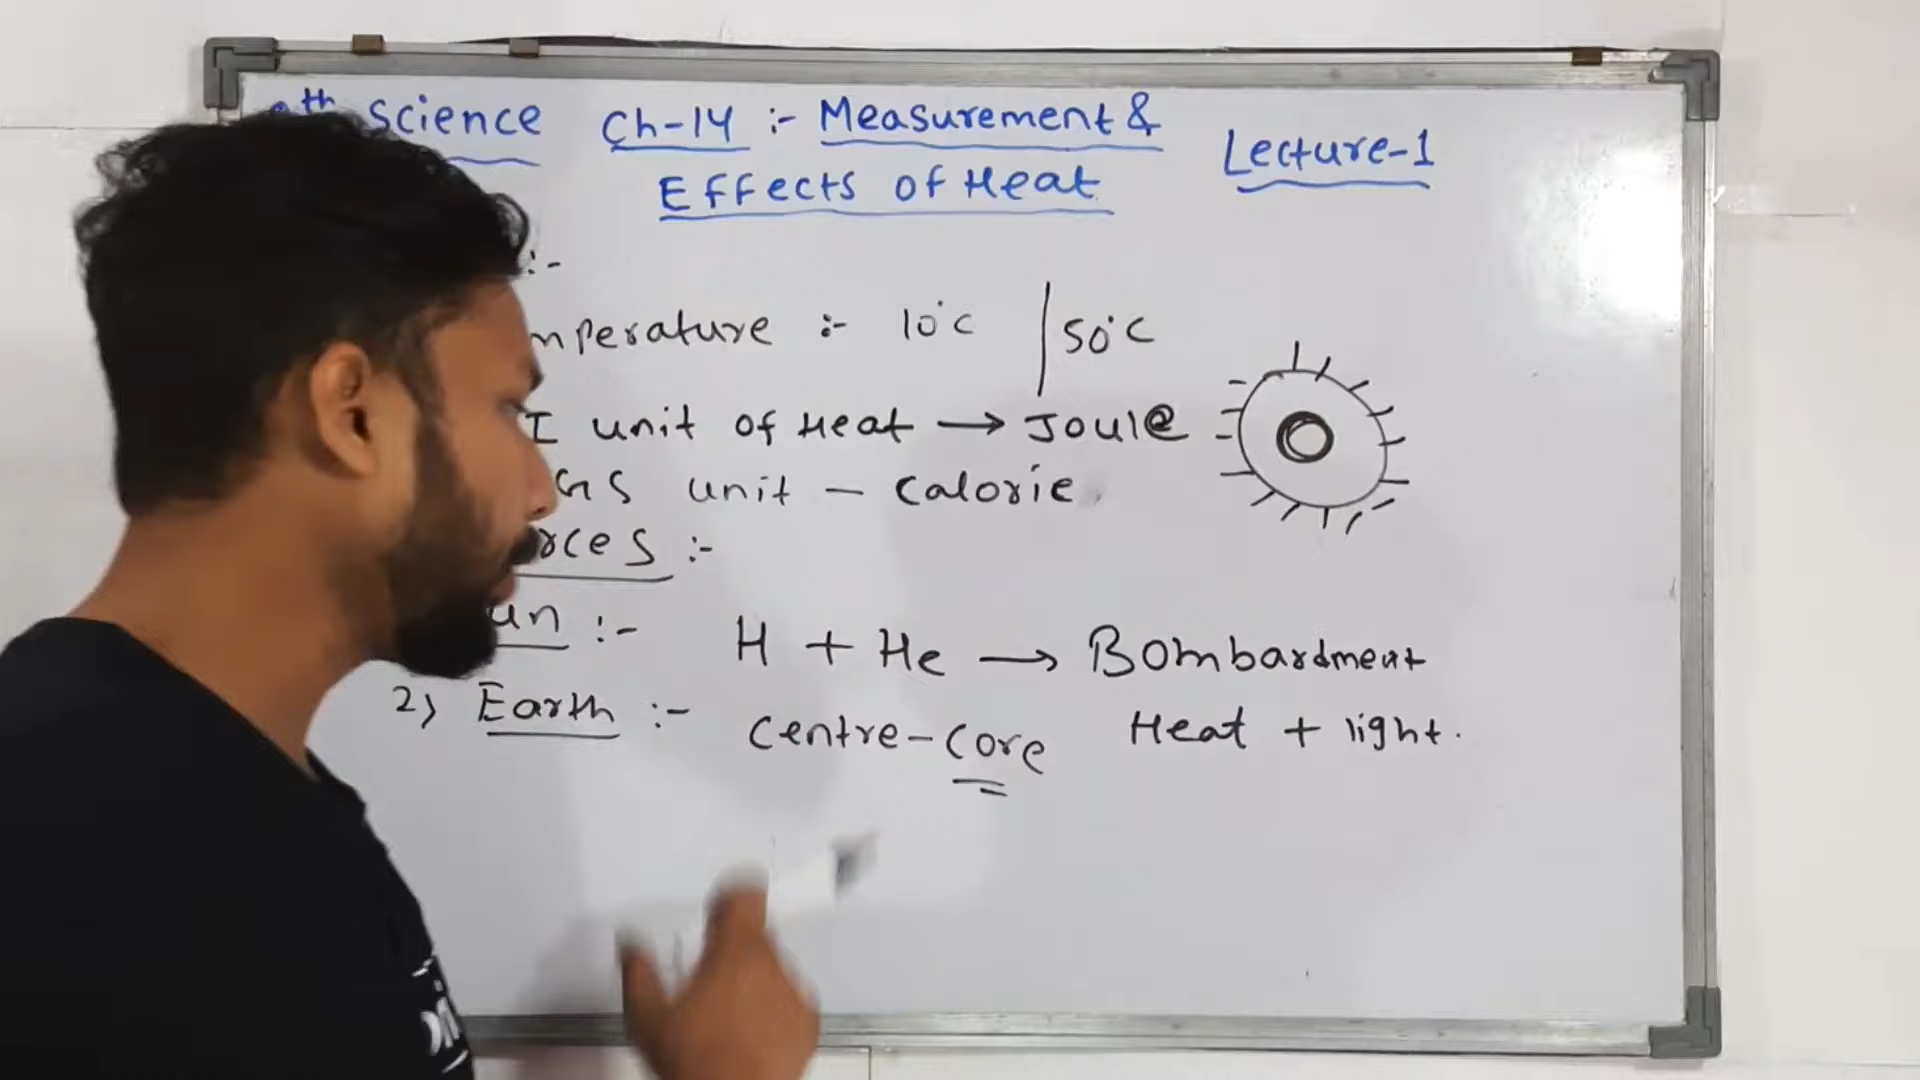 science Ch-14 :- Measurement & Lecture-1
Effects of Heat
:-
:- 10°C | 50°C
unit of Heat → Joule
unit - Calorie
:-
:- H + He → Bombardment
2) Earth :- Centre-Core Heat + light.